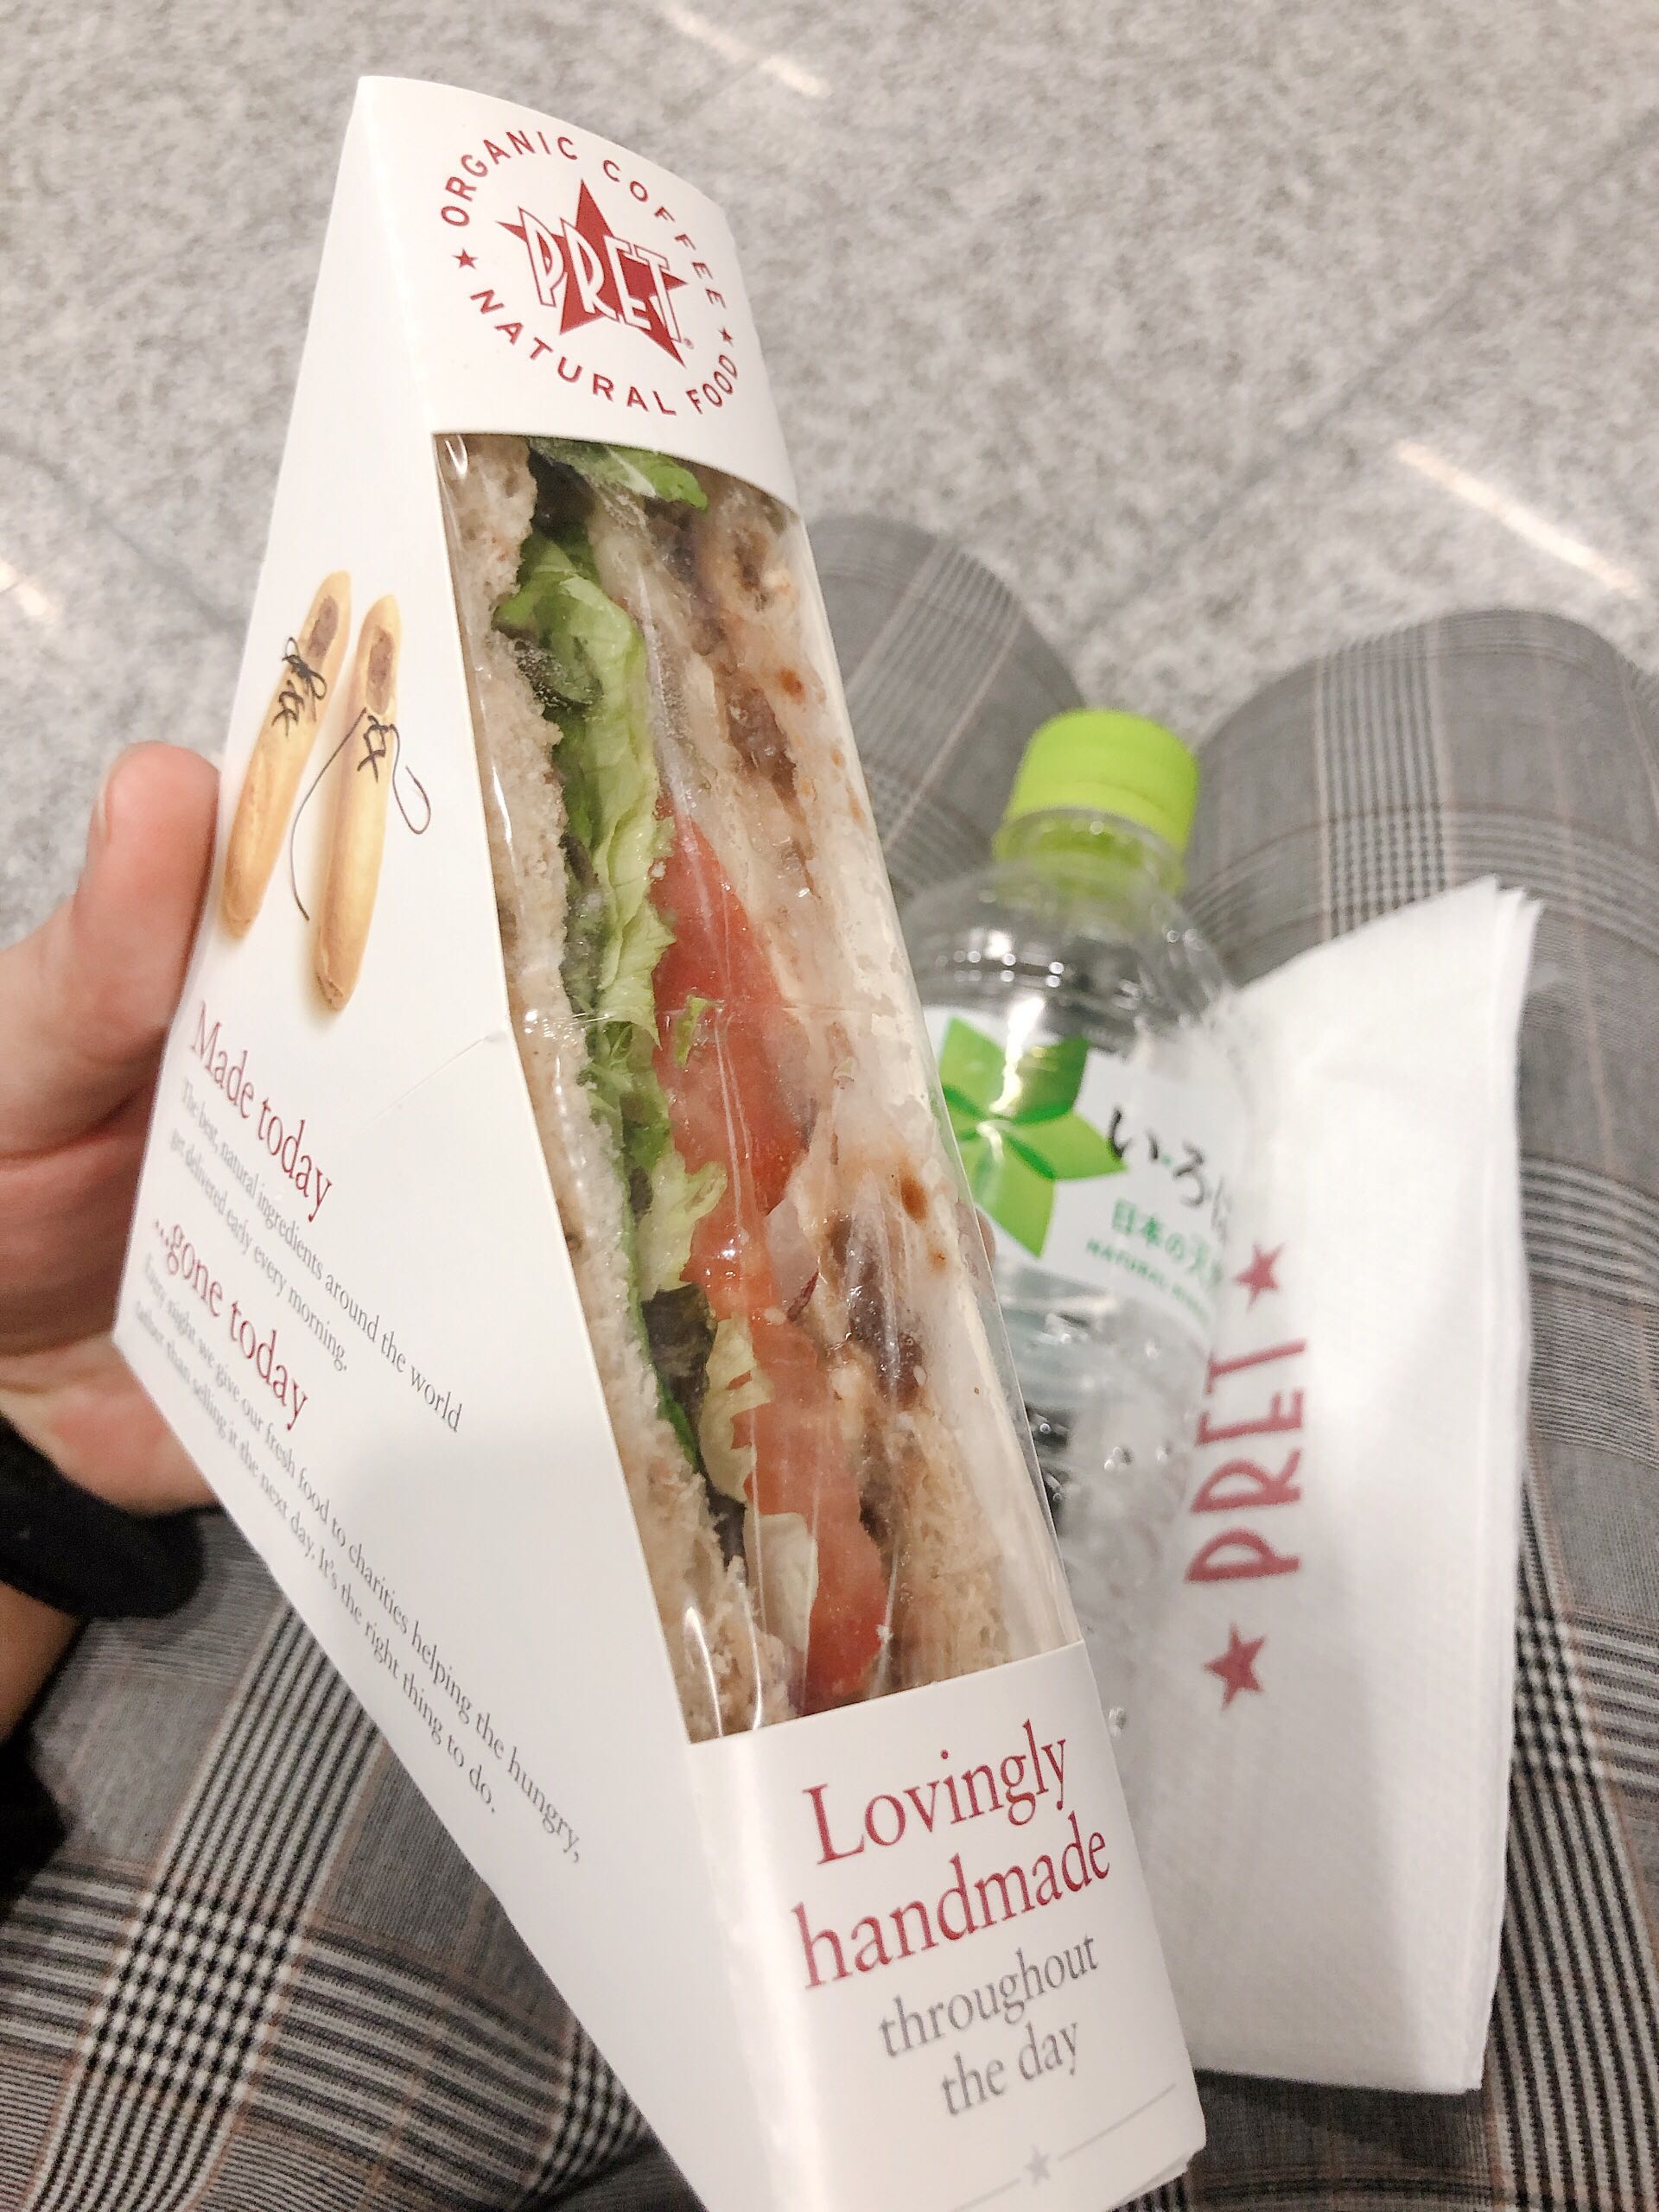 ORGANIC COFFEE
PRET
NATURAL FOOD
Made today
The best, natural ingredients around the world
get delivered early every morning.
...gone today
Every night we give our fresh food to charities helping the hungry,
rather than selling it the next day. It's the right thing to do.
Lovingly
handmade
throughout
the day
い・ろは
日本の天
NATURAL
PRET